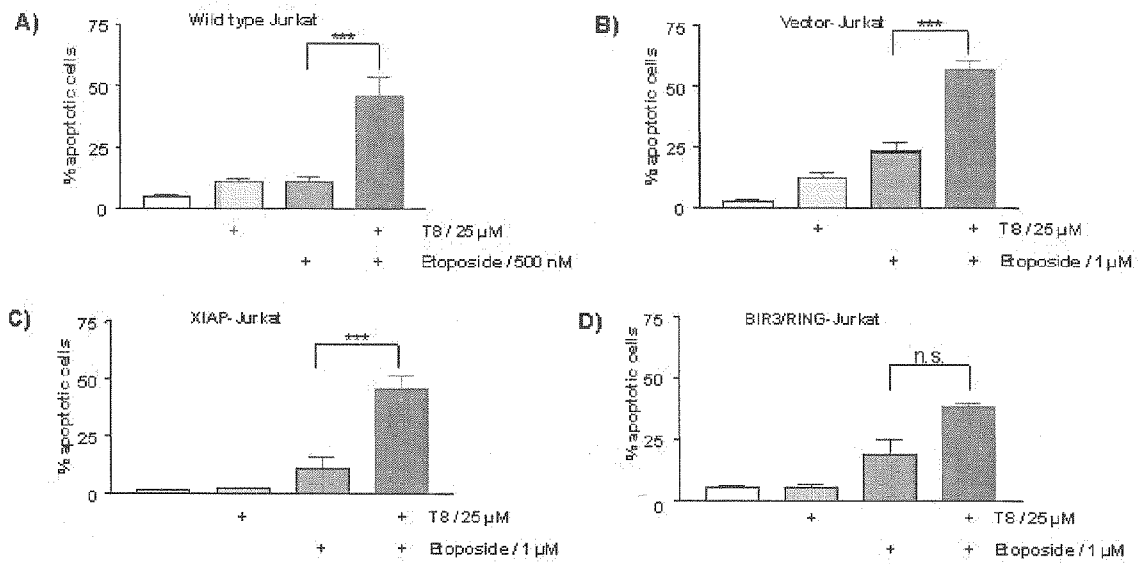 A)
Wild type Jurkat
% apoptotic cells
75
50
25
0
***
+ + T8 / 25 µM
+ + Etoposide / 500 nM
B)
Vector-Jurkat
% apoptotic cells
75
50
25
0
***
+ + T8 / 25 µM
+ + Etoposide / 1 µM
C)
XIAP-Jurkat
% apoptotic cells
75
50
25
0
***
+ + T8 / 25 µM
+ + Etoposide / 1 µM
D)
BIR3/RING-Jurkat
% apoptotic cells
75
50
25
0
n.s.
+ + T8 / 25 µM
+ + Etoposide / 1 µM